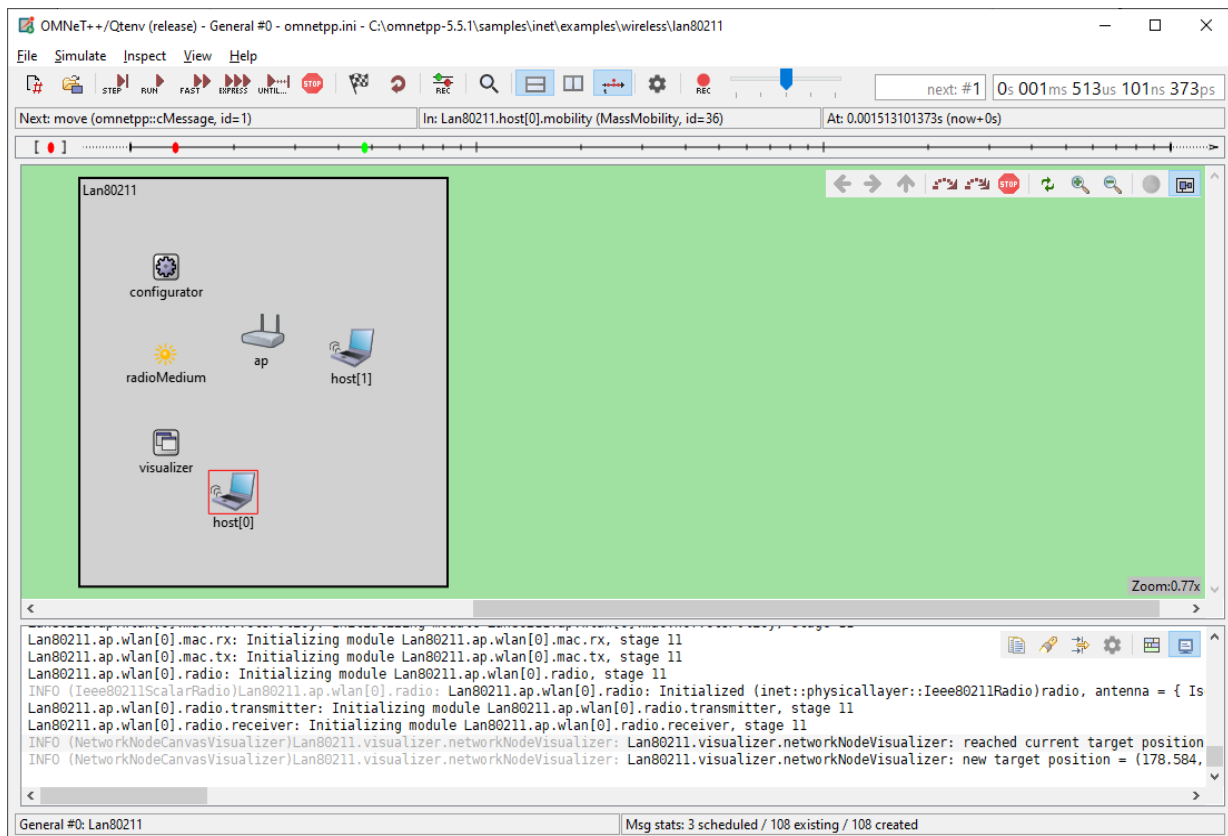 OMNeT++/Qtenv (release) - General #0 - omnetpp.ini - C:\omnetpp-5.5.1\samples\inet\examples\wireless\lan80211
File Simulate Inspect View Help
STEP RUN FAST EXPRESS UNTIL... STOP REC REC next: #1 0s 001ms 513us 101ns 373ps
Next: move (omnetpp::cMessage, id=1) In: Lan80211.host[0].mobility (MassMobility, id=36) At: 0.001513101373s (now+0s)
Lan80211
STOP
configurator
ap
radioMedium
host[1]
visualizer
host[0]
Zoom:0.77x
Lan80211.ap.wlan[0].mac.rx: Initializing module Lan80211.ap.wlan[0].mac.rx, stage 11
Lan80211.ap.wlan[0].mac.tx: Initializing module Lan80211.ap.wlan[0].mac.tx, stage 11
Lan80211.ap.wlan[0].radio: Initializing module Lan80211.ap.wlan[0].radio, stage 11
INFO (Ieee80211ScalarRadio)Lan80211.ap.wlan[0].radio: Lan80211.ap.wlan[0].radio: Initialized (inet::physicallayer::Ieee80211Radio)radio, antenna = { Is
Lan80211.ap.wlan[0].radio.transmitter: Initializing module Lan80211.ap.wlan[0].radio.transmitter, stage 11
Lan80211.ap.wlan[0].radio.receiver: Initializing module Lan80211.ap.wlan[0].radio.receiver, stage 11
INFO (NetworkNodeCanvasVisualizer)Lan80211.visualizer.networkNodeVisualizer: Lan80211.visualizer.networkNodeVisualizer: reached current target position
INFO (NetworkNodeCanvasVisualizer)Lan80211.visualizer.networkNodeVisualizer: Lan80211.visualizer.networkNodeVisualizer: new target position = (178.584,
General #0: Lan80211 Msg stats: 3 scheduled / 108 existing / 108 created